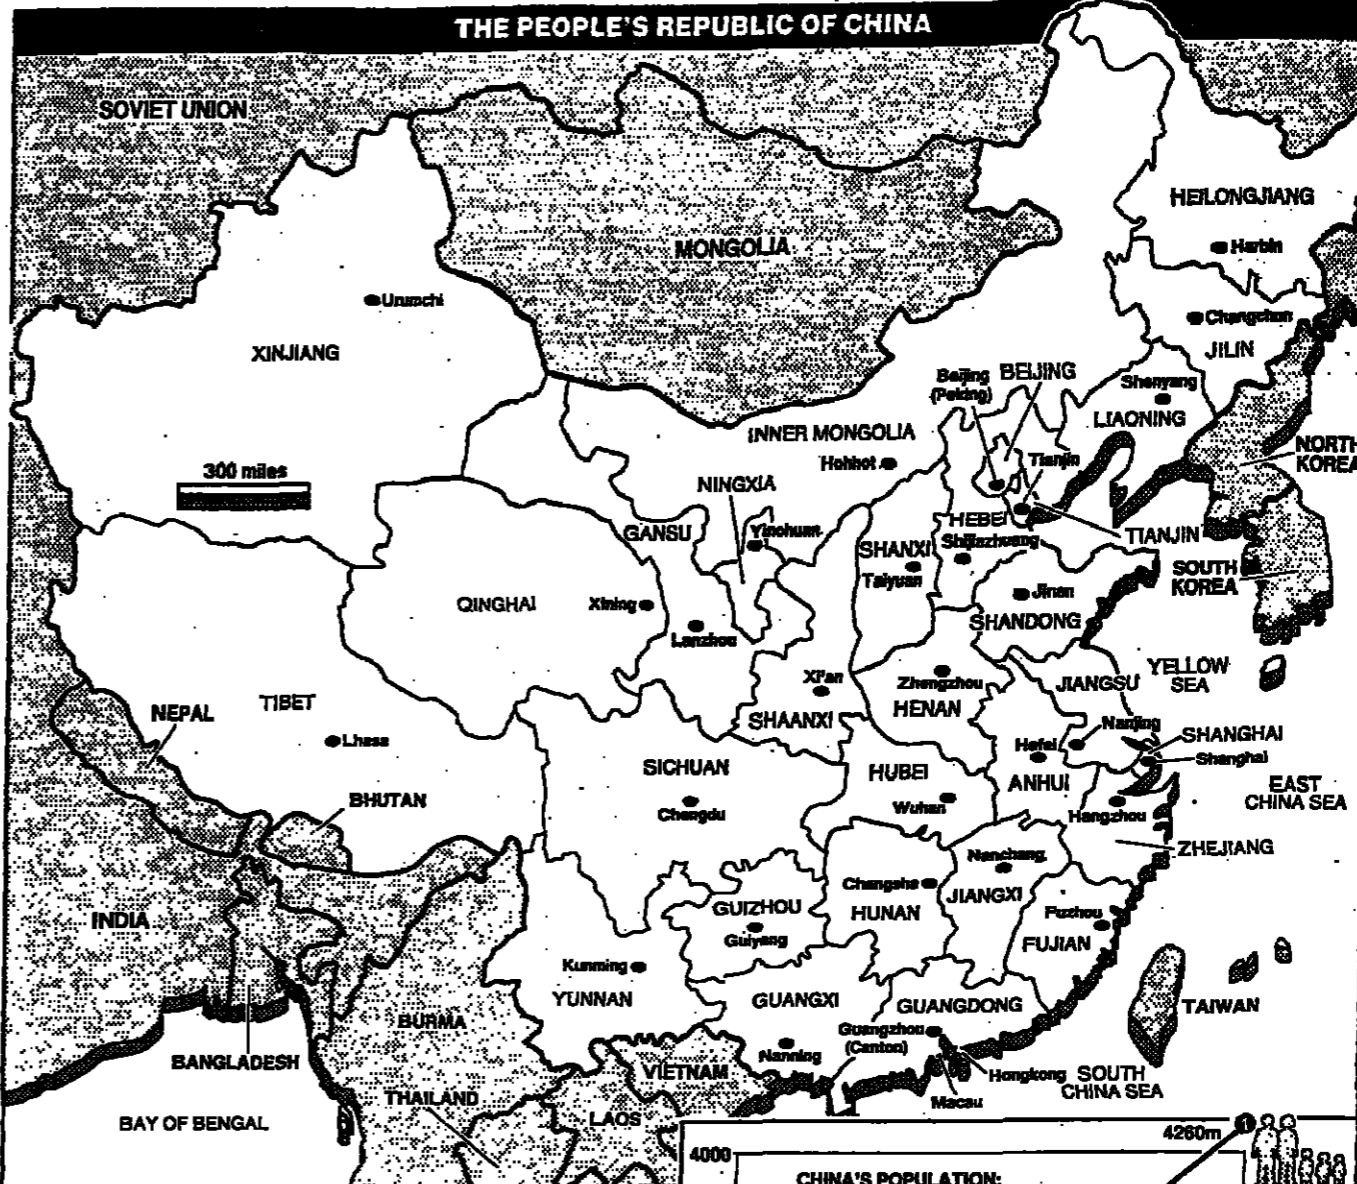 THE PEOPLE'S REPUBLIC OF CHINA
SOVIET UNION
HEILONGJIANG
MONGOLIA
Harbin
Urumchi
Changchun
XINJIANG
JILIN
Beijing
(Peking)
BEIJING
Shenyang
LIAONING
INNER MONGOLIA
Hohhot
Tianjin
NORTH
KOREA
300 miles
NINGXIA
GANSU
Yinchuan
HEBEI
Shijiazhuang
TIANJIN
SHANXI
Taiyuan
SOUTH
KOREA
QINGHAI
Xining
Jinan
SHANDONG
Lanzhou
Xi'an
Zhengzhou
HENAN
JIANGSU
YELLOW
SEA
TIBET
NEPAL
SHAANXI
Nanjing
SHANGHAI
Lhasa
Hefei
Shanghai
SICHUAN
HUBEI
ANHUI
EAST
CHINA SEA
BHUTAN
Chengdu
Wuhan
Hangzhou
ZHEJIANG
Nanchang
Changsha
JIANGXI
INDIA
GUIZHOU
HUNAN
Fuzhou
Guiyang
FUJIAN
Kunming
YUNNAN
GUANGXI
GUANGDONG
TAIWAN
BURMA
Guangzhou
(Canton)
Nanning
BANGLADESH
VIETNAM
Hongkong
SOUTH
CHINA SEA
THAILAND
Macau
LAOS
BAY OF BENGAL
4260m
1
4000
CHINA'S POPULATION: